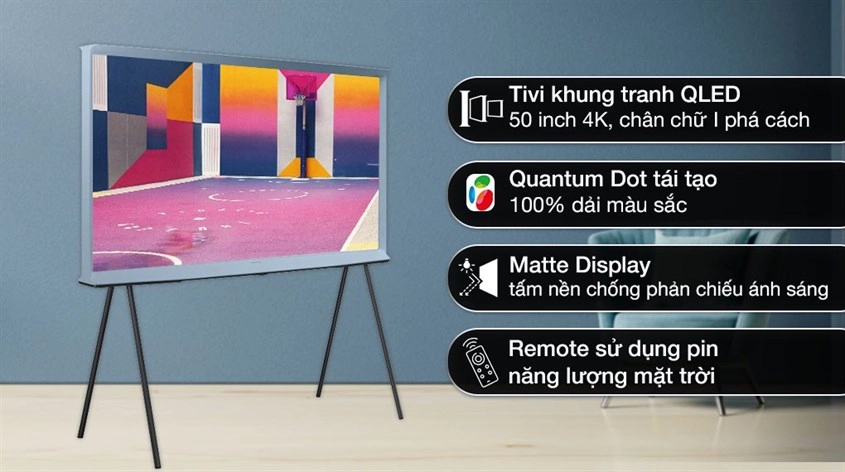 Tivi khung tranh QLED
50 inch 4K, chân chữ I phá cách
Quantum Dot tái tạo
100% dải màu sắc
Matte Display
tấm nền chống phản chiếu ánh sáng
Remote sử dụng pin
năng lượng mặt trời